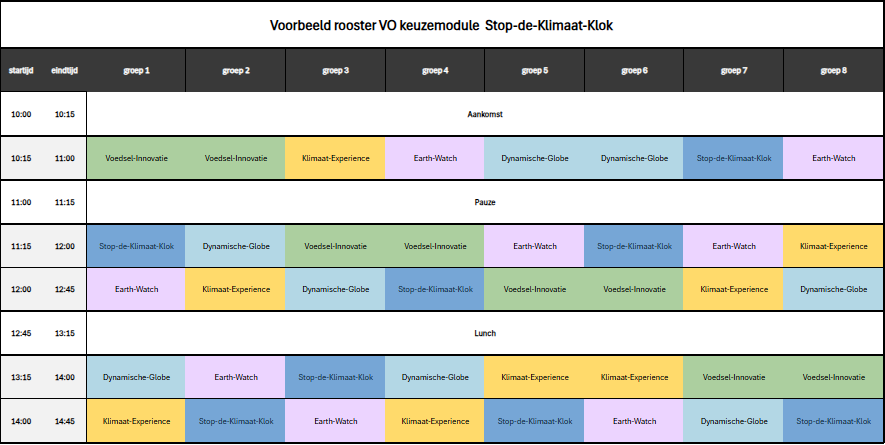 Voorbeeld rooster VO keuzemodule Stop-de-Klimaat-Klok
startijd eindtijd groep 1 groep 2 groep 3 groep 4 groep 5 groep 6 groep 7 groep 8
10:00 10:15 Aankomst
10:15 11:00 Voedsel-Innovatie Voedsel-Innovatie Klimaat-Experience Earth-Watch Dynamische-Globe Dynamische-Globe Stop-de-Klimaat-Klok Earth-Watch
11:00 11:15 Pauze
11:15 12:00 Stop-de-Klimaat-Klok Dynamische-Globe Voedsel-Innovatie Voedsel-Innovatie Earth-Watch Stop-de-Klimaat-Klok Earth-Watch Klimaat-Experience
12:00 12:45 Earth-Watch Klimaat-Experience Dynamische-Globe Stop-de-Klimaat-Klok Voedsel-Innovatie Voedsel-Innovatie Klimaat-Experience Dynamische-Globe
12:45 13:15 Lunch
13:15 14:00 Dynamische-Globe Earth-Watch Stop-de-Klimaat-Klok Dynamische-Globe Klimaat-Experience Klimaat-Experience Voedsel-Innovatie Voedsel-Innovatie
14:00 14:45 Klimaat-Experience Stop-de-Klimaat-Klok Earth-Watch Klimaat-Experience Stop-de-Klimaat-Klok Earth-Watch Dynamische-Globe Stop-de-Klimaat-Klok